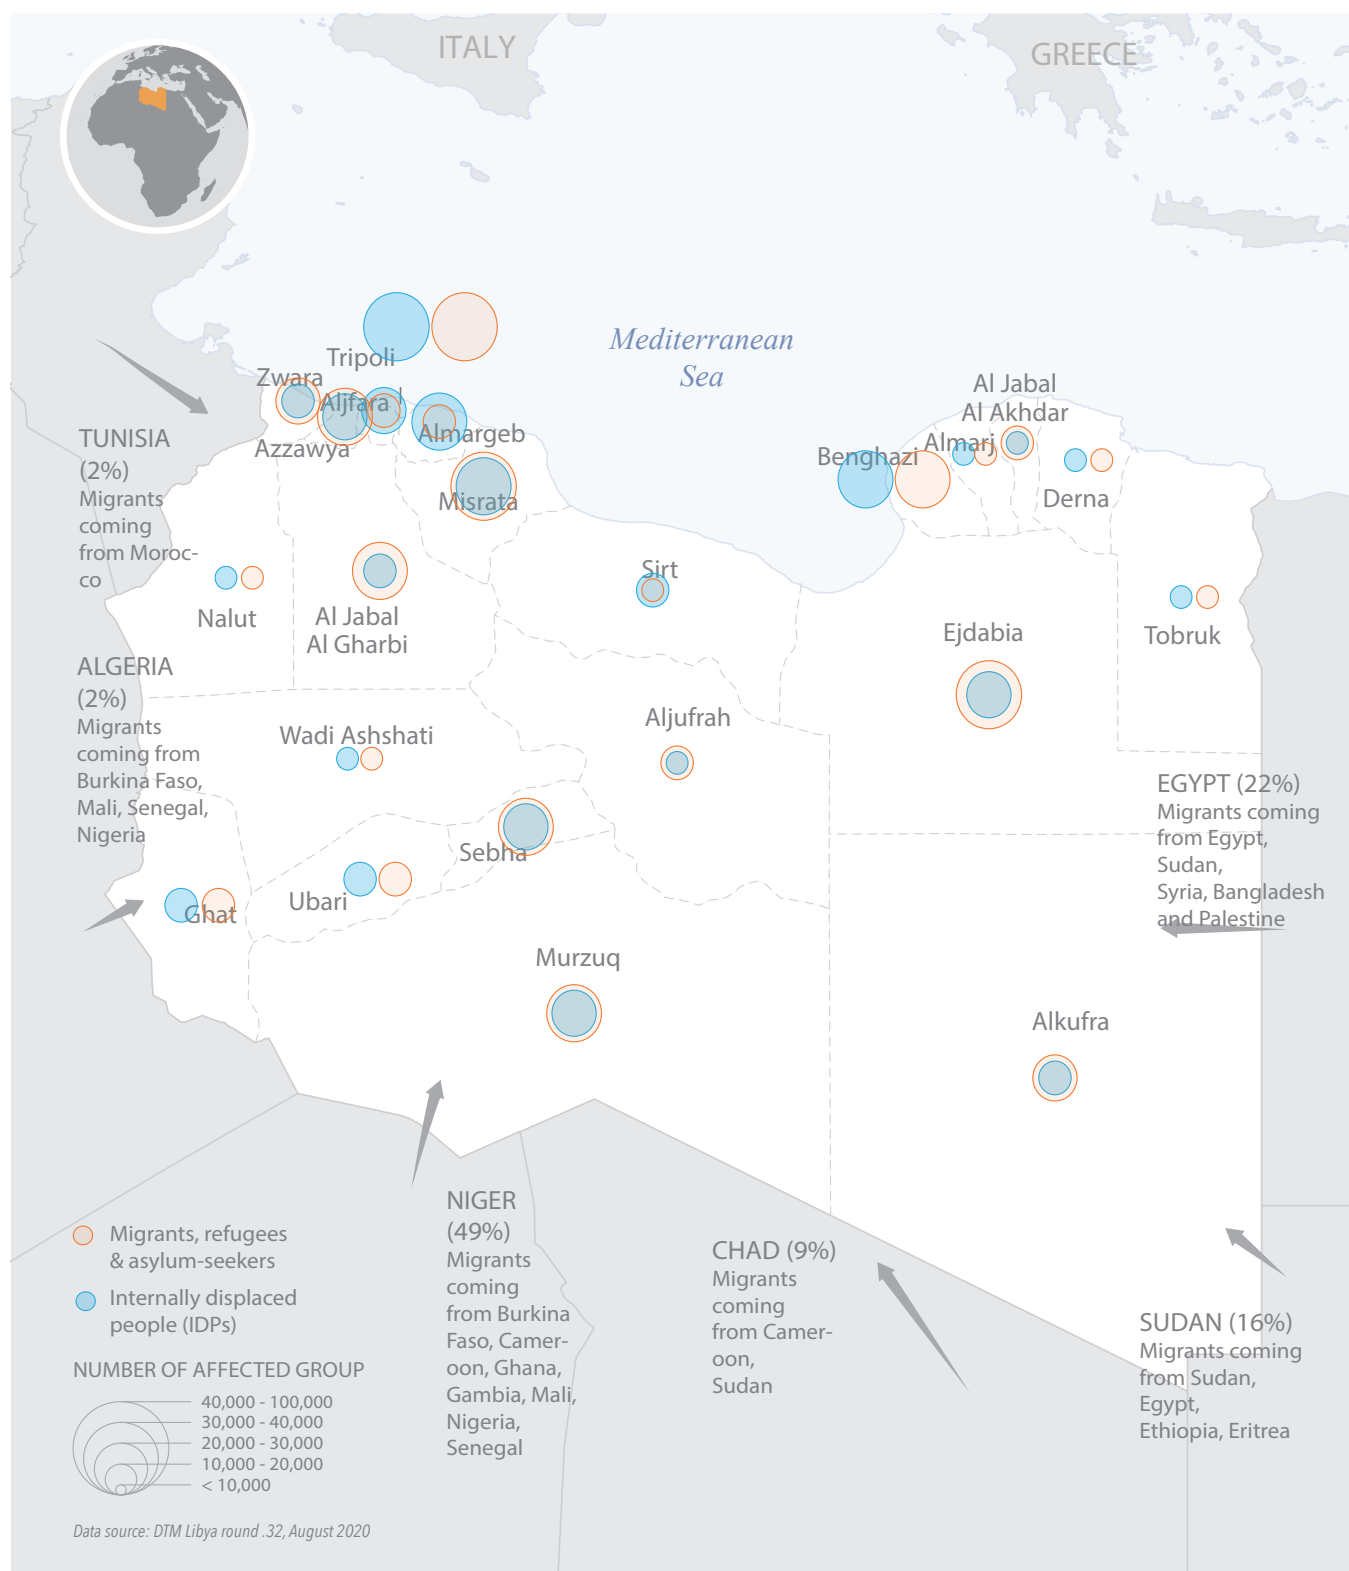 ITALY
GREECE
Mediterranean
Sea
Tripoli
Zwara
Aljfara
Azzawya
Almargeb
Misrata
Al Jabal
Al Akhdar
Almarj
Benghazi
Derna
TUNISIA
(2%)
Migrants
coming
from Moroc-
co
Nalut
Al Jabal
Al Gharbi
Sirt
Ejdabia
Tobruk
ALGERIA
(2%)
Migrants
coming from
Burkina Faso,
Mali, Senegal,
Nigeria
Wadi Ashshati
Aljufrah
Sebha
Ubari
Ghat
EGYPT (22%)
Migrants coming
from Egypt,
Sudan,
Syria, Bangladesh
and Palestine
Murzuq
Alkufra
NIGER
(49%)
Migrants
coming
from Burkina
Faso, Camer-
oon, Ghana,
Gambia, Mali,
Nigeria,
Senegal
CHAD (9%)
Migrants
coming
from Camer-
oon,
Sudan
SUDAN (16%)
Migrants coming
from Sudan,
Egypt,
Ethiopia, Eritrea
Migrants, refugees
& asylum-seekers
Internally displaced
people (IDPs)
NUMBER OF AFFECTED GROUP
40,000 - 100,000
30,000 - 40,000
20,000 - 30,000
10,000 - 20,000
< 10,000
Data source: DTM Libya round .32, August 2020